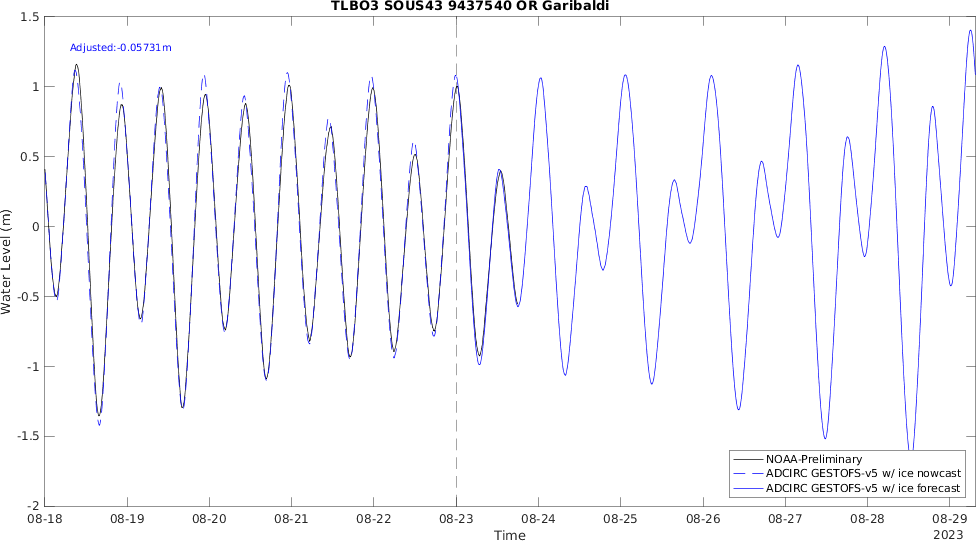 TLBO3 SOUS43 9437540 OR Garibaldi
Adjusted:-0.05731m
1.5
1
0.5
0
-0.5
-1
-1.5
-2
Water Level (m)
NOAA-Preliminary
ADCIRC GESTOFS-v5 w/ ice nowcast
ADCIRC GESTOFS-v5 w/ ice forecast
08-18 08-19 08-20 08-21 08-22 08-23 08-24 08-25 08-26 08-27 08-28 08-29
Time
2023